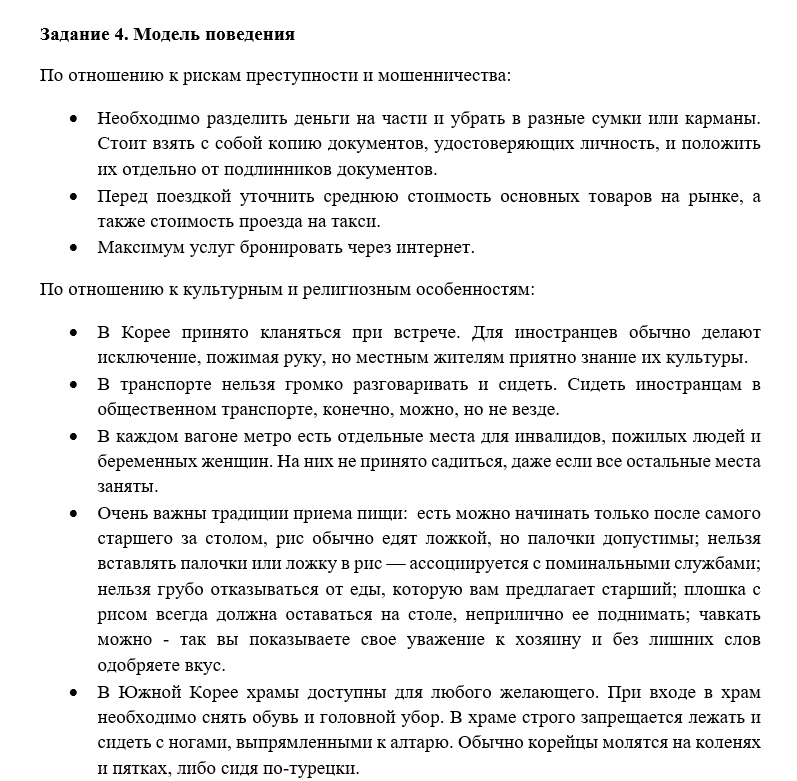 Задание 4. Модель поведения
По отношению к рискам преступности и мошенничества:
• Необходимо разделить деньги на части и убрать в разные сумки или карманы.
Стоит взять с собой копию документов, удостоверяющих личность, и положить
их отдельно от подлинников документов.
• Перед поездкой уточнить среднюю стоимость основных товаров на рынке, а
также стоимость проезда на такси.
• Максимум услуг бронировать через интернет.
По отношению к культурным и религиозным особенностям:
• В Корее принято кланяться при встрече. Для иностранцев обычно делают
исключение, пожимая руку, но местным жителям приятно знание их культуры.
• В транспорте нельзя громко разговаривать и сидеть. Сидеть иностранцам в
общественном транспорте, конечно, можно, но не везде.
• В каждом вагоне метро есть отдельные места для инвалидов, пожилых людей и
беременных женщин. На них не принято садиться, даже если все остальные места
заняты.
• Очень важны традиции приема пищи: есть можно начинать только после самого
старшего за столом, рис обычно едят ложкой, но палочки допустимы; нельзя
вставлять палочки или ложку в рис — ассоциируется с поминальными службами;
нельзя грубо отказываться от еды, которую вам предлагает старший; плошка с
рисом всегда должна оставаться на столе, неприлично ее поднимать; чавкать
можно - так вы показываете свое уважение к хозяину и без лишних слов
одобряете вкус.
• В Южной Корее храмы доступны для любого желающего. При входе в храм
необходимо снять обувь и головной убор. В храме строго запрещается лежать и
сидеть с ногами, выпрямленными к алтарю. Обычно корейцы молятся на коленях
и пятках, либо сидя по-турецки.